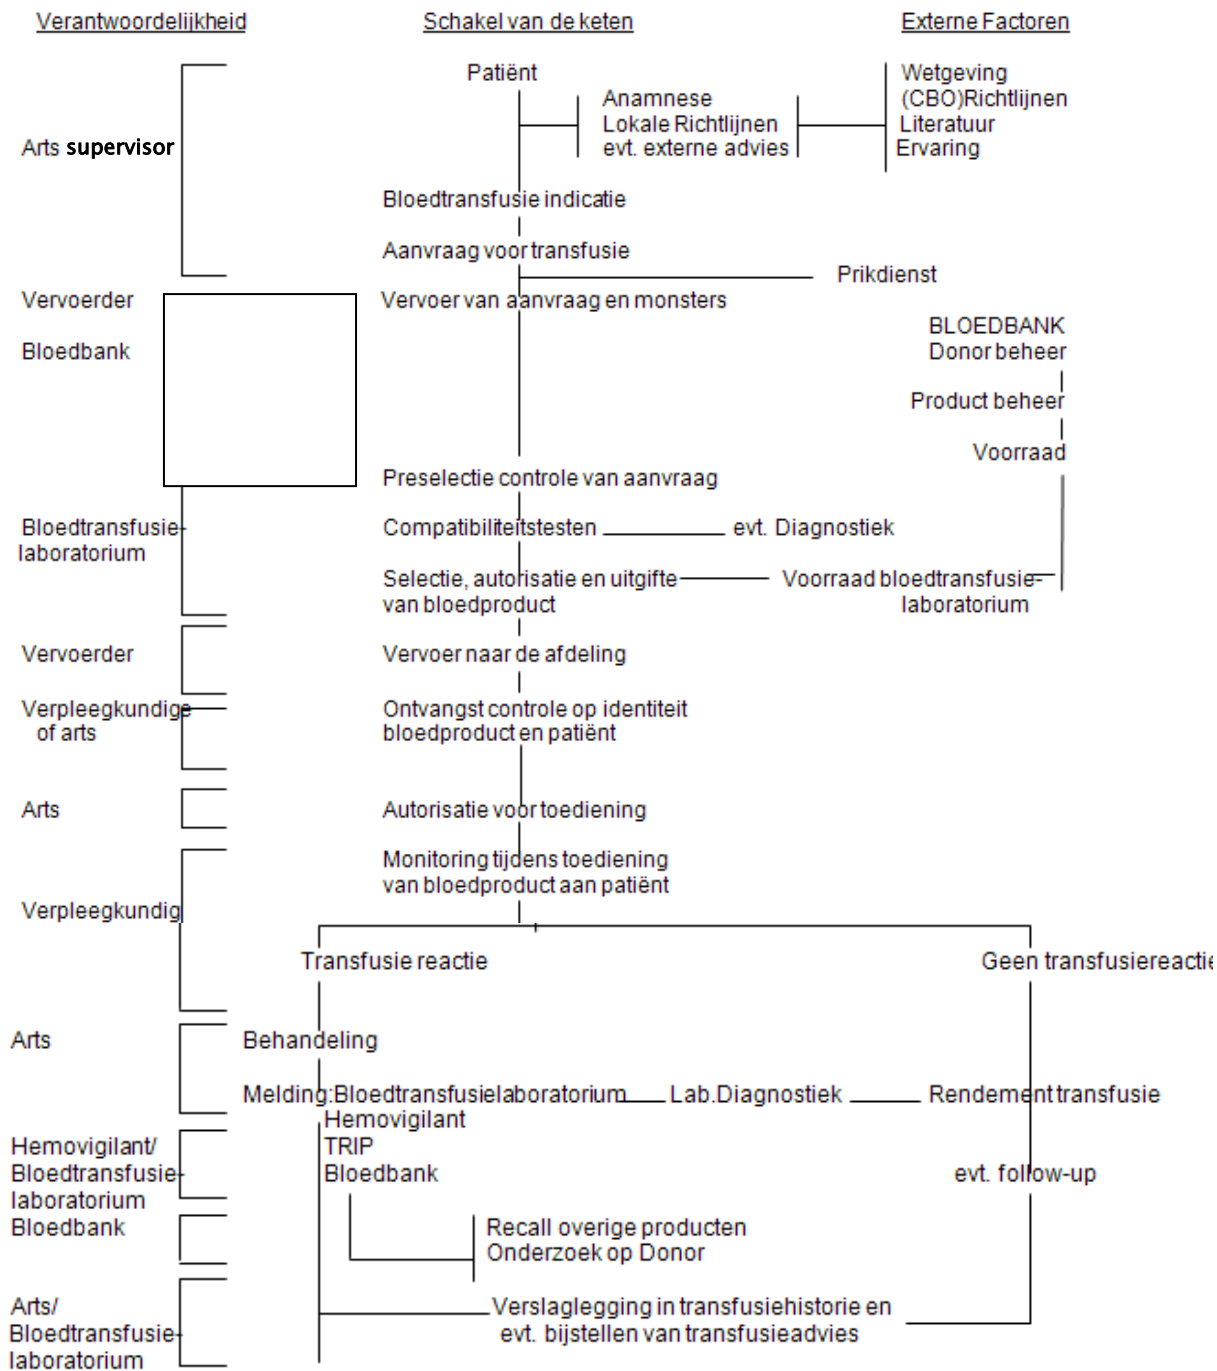 Verantwoordelijkheid Schakel van de keten Externe Factoren
Patiënt Wetgeving
Anamnese (CBO)Richtlijnen
Arts supervisor Lokale Richtlijnen Literatuur
evt. externe advies Ervaring
Bloedtransfusie indicatie
Aanvraag voor transfusie
Prikdienst
Vervoerder Vervoer van aanvraag en monsters
BLOEDBANK
Bloedbank Donor beheer
Product beheer
Voorraad
Preselectie controle van aanvraag
Bloedtransfusie- Compatibiliteitstesten evt. Diagnostiek
laboratorium
Selectie, autorisatie en uitgifte Voorraad bloedtransfusie-
van bloedproduct laboratorium
Vervoerder Vervoer naar de afdeling
Verpleegkundige Ontvangst controle op identiteit
of arts bloedproduct en patiënt
Arts Autorisatie voor toediening
Monitoring tijdens toediening
van bloedproduct aan patiënt
Verpleegkundig
Transfusie reactie Geen transfusiereactie
Arts Behandeling
Melding:Bloedtransfusielaboratorium Lab.Diagnostiek Rendement transfusie
Hemovigilant
Hemovigilant/ TRIP
Bloedtransfusie- Bloedbank evt. follow-up
laboratorium
Bloedbank Recall overige producten
Onderzoek op Donor
Arts/ Verslaglegging in transfusiehistorie en
Bloedtransfusie- evt. bijstellen van transfusieadvies
laboratorium